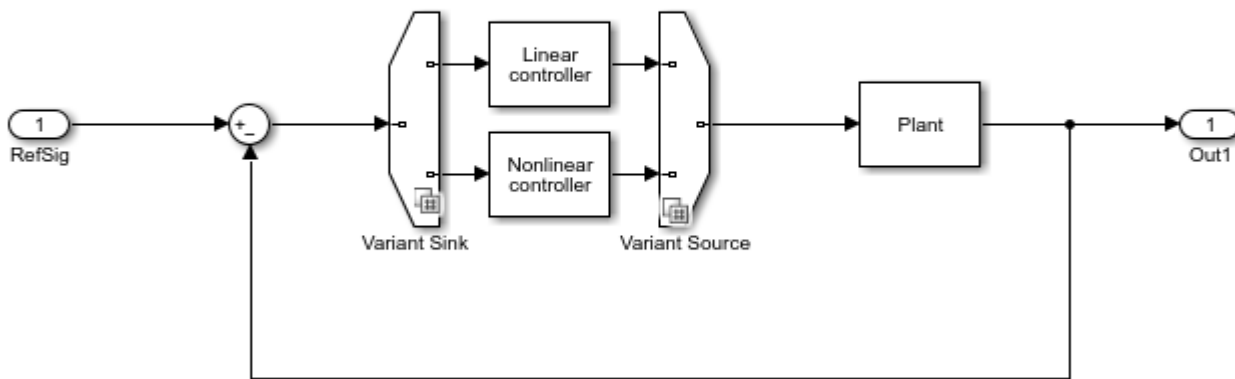 Linear
controller
1
RefSig
+
−
Plant
1
Out1
Nonlinear
controller
Variant Sink
Variant Source